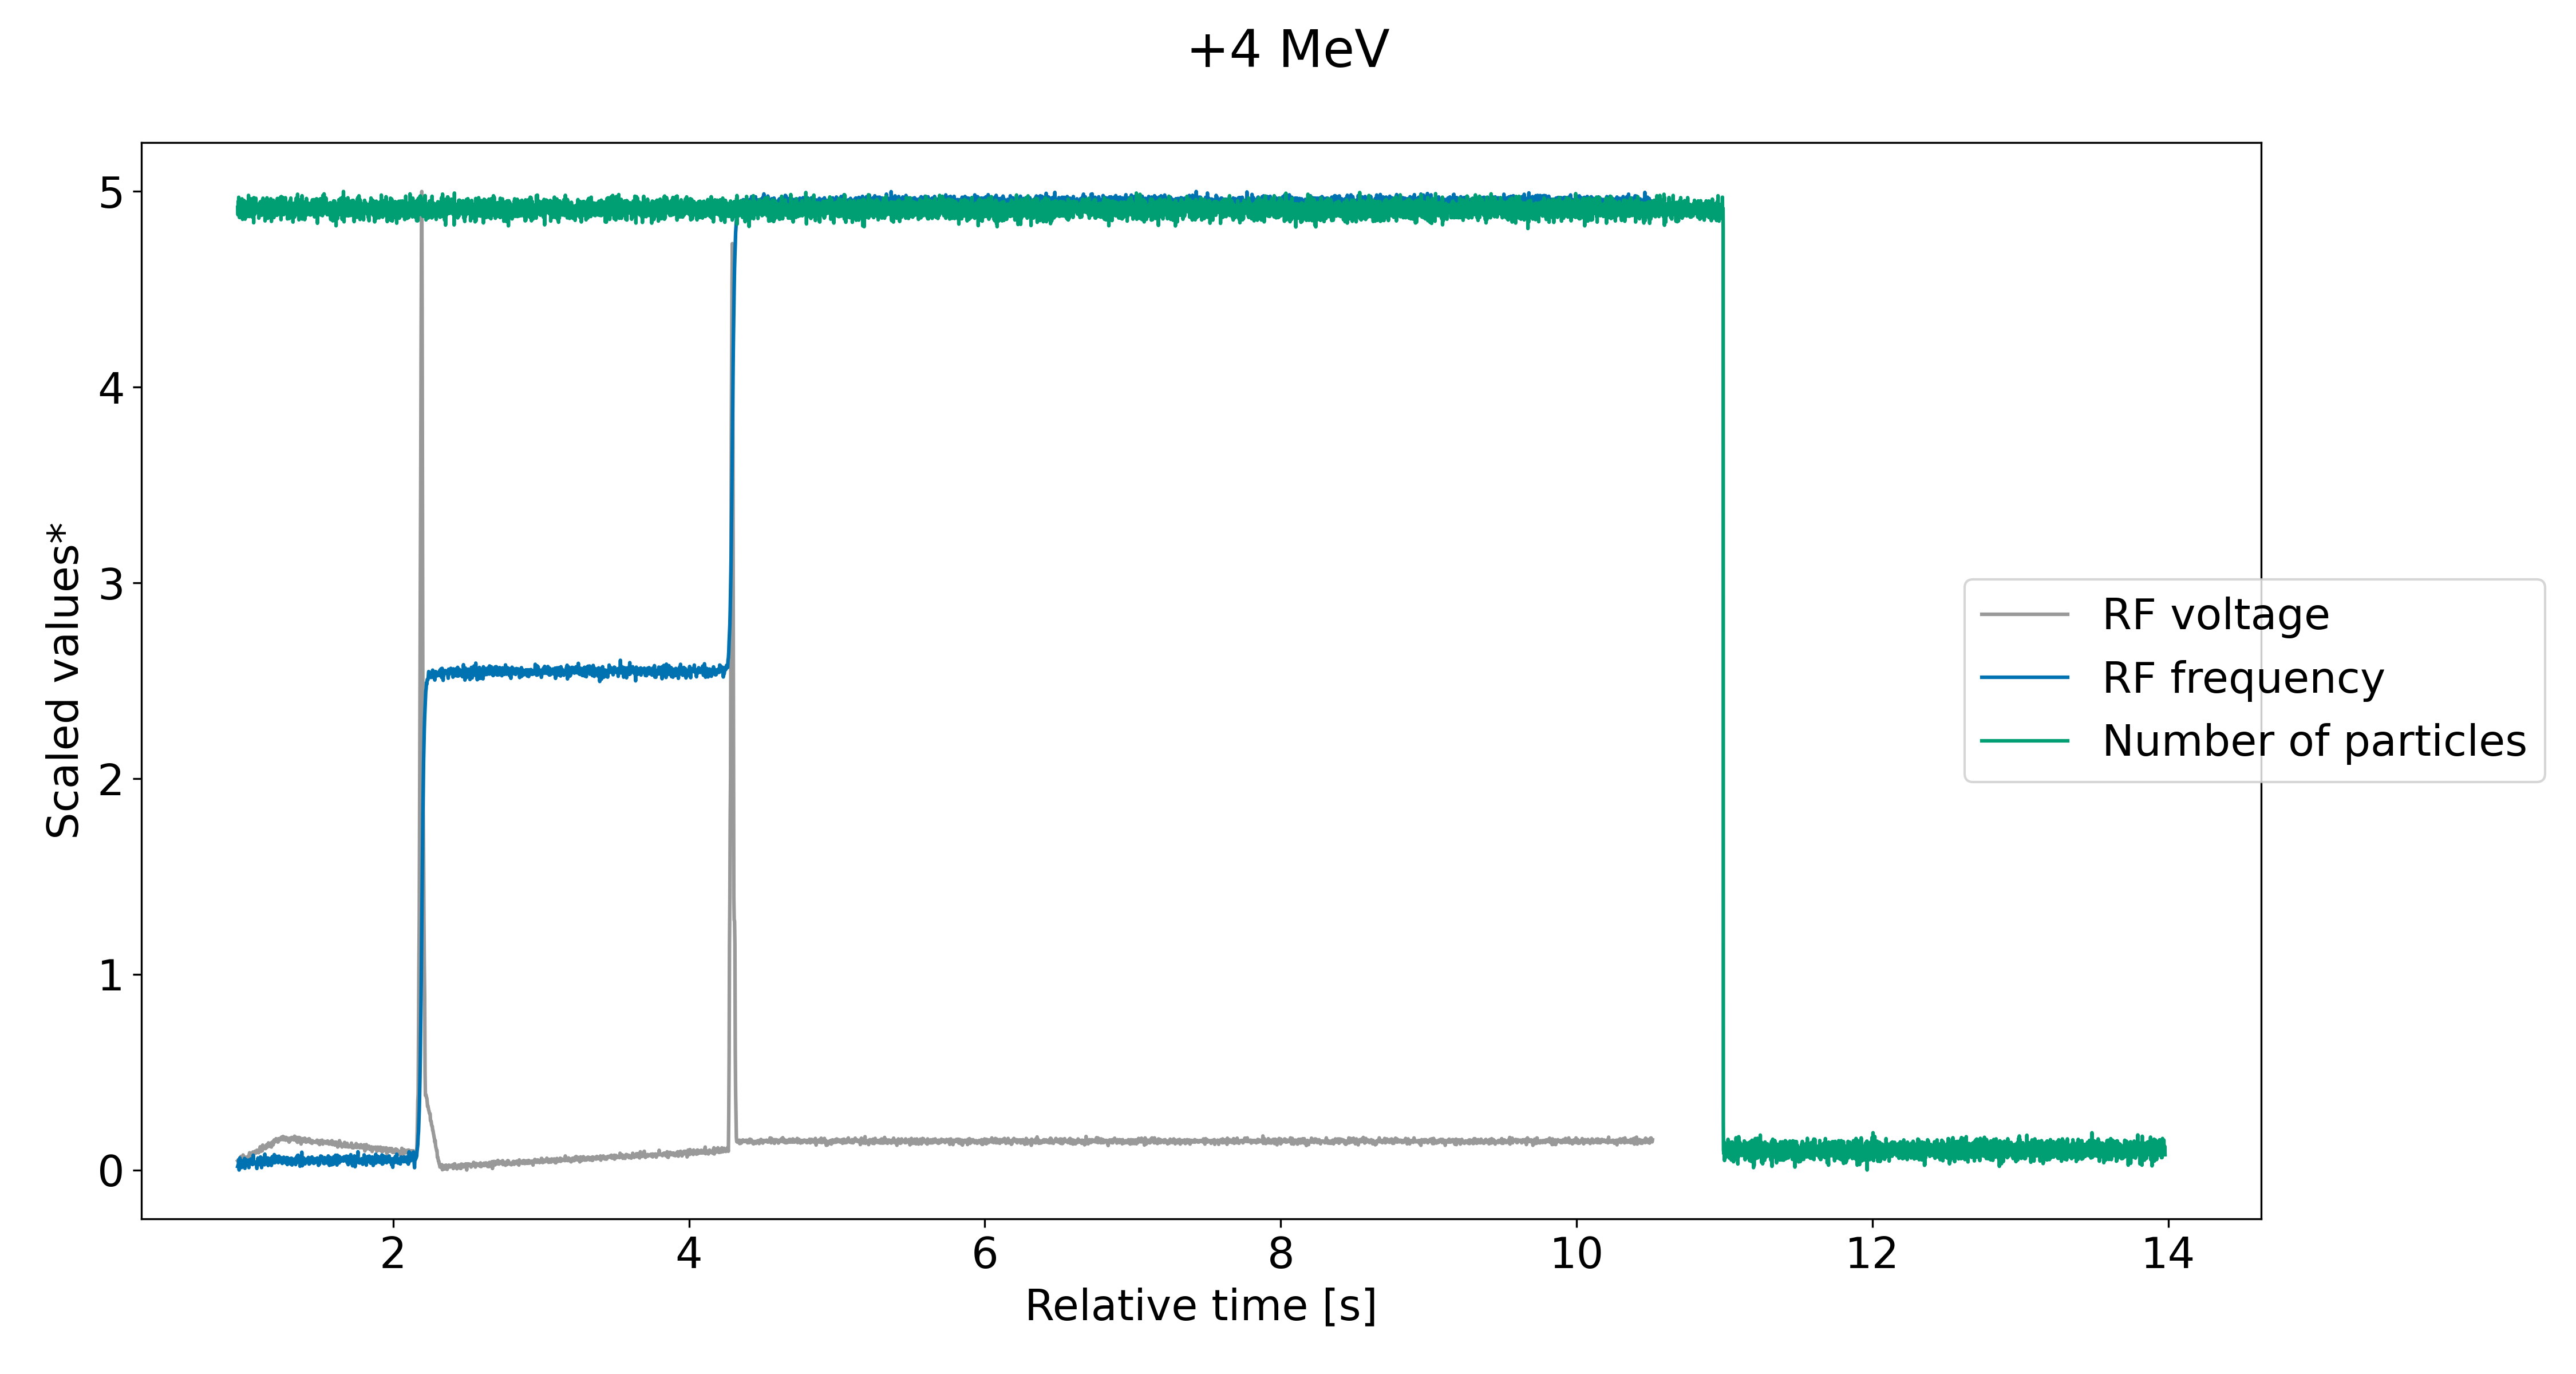 +4 MeV
Scaled values*
5
4
3
2
1
0
RF voltage
RF frequency
Number of particles
2 4 6 8 10 12 14
Relative time [s]